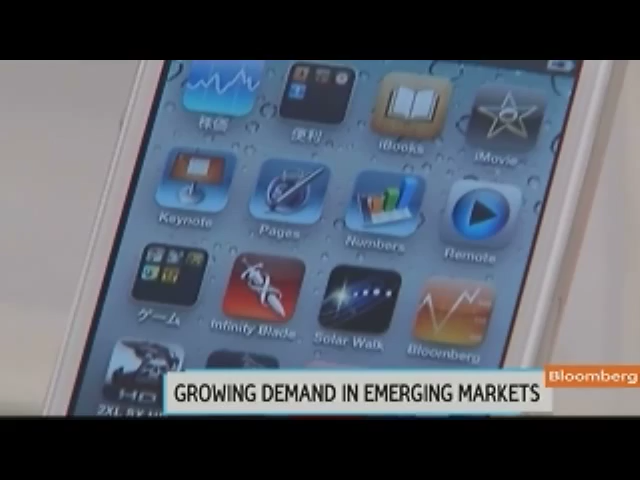 株価
便利
iBooks
iMovie
Keynote
Pages
Numbers
Remote
ゲーム
Infinity Blade
Solar Walk
Bloomberg
HD
Bloomberg
GROWING DEMAND IN EMERGING MARKETS